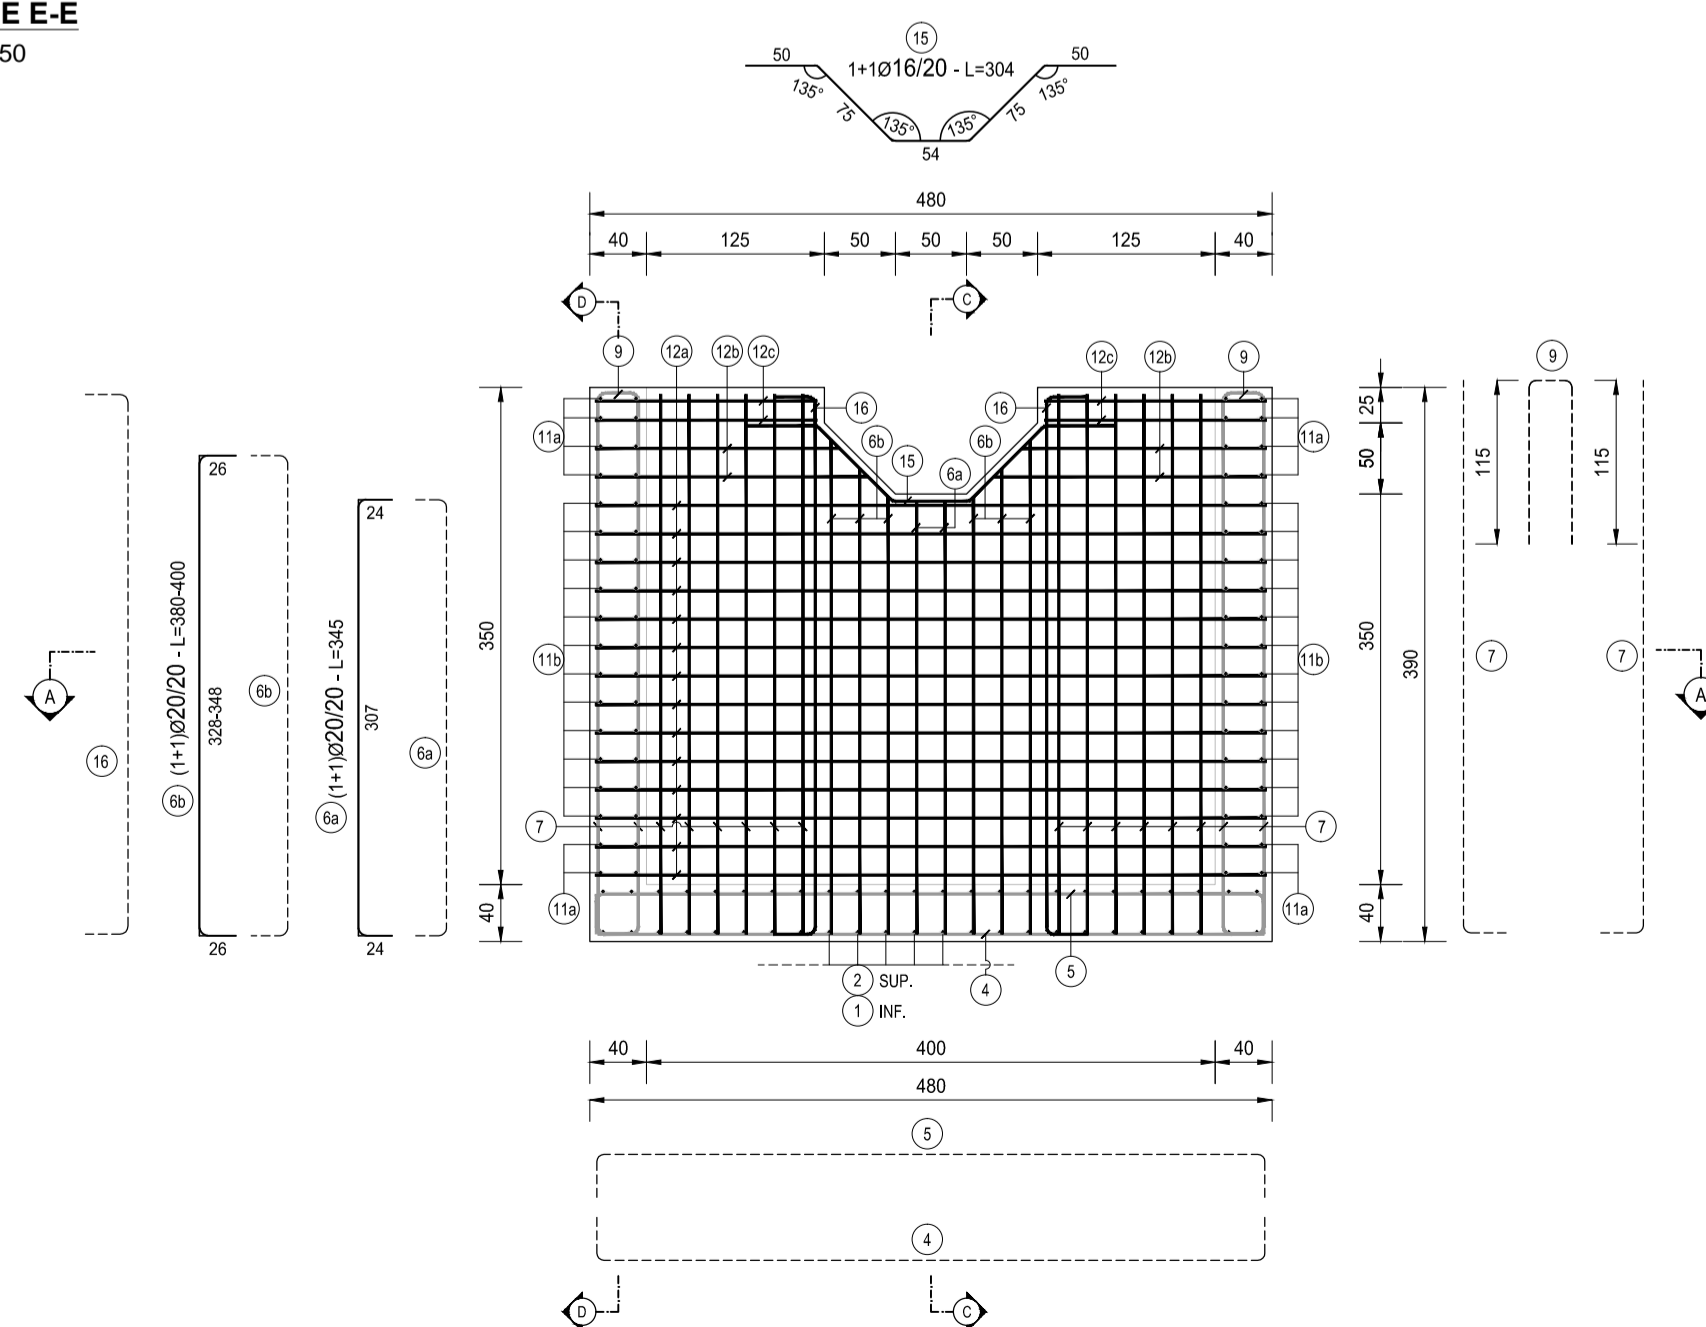 E E-E
50
15
50
1+1Ø16/20 - L=304
50
135°
75
135°
135°
75
135°
54
480
40
125
50
50
50
125
40
D
C
9
12a
12b
12c
12c
12b
9
9
16
16
6b
6b
15
6a
11a
11a
25
50
115
115
26
24
(1+1)Ø20/20 - L=380-400
328-348
6b
6b
(1+1)Ø20/20 - L=345
307
6a
6a
26
24
16
A
350
11b
11b
350
390
7
7
A
7
7
11a
11a
40
40
2 SUP.
1 INF.
4
5
40
400
40
480
5
4
D
C